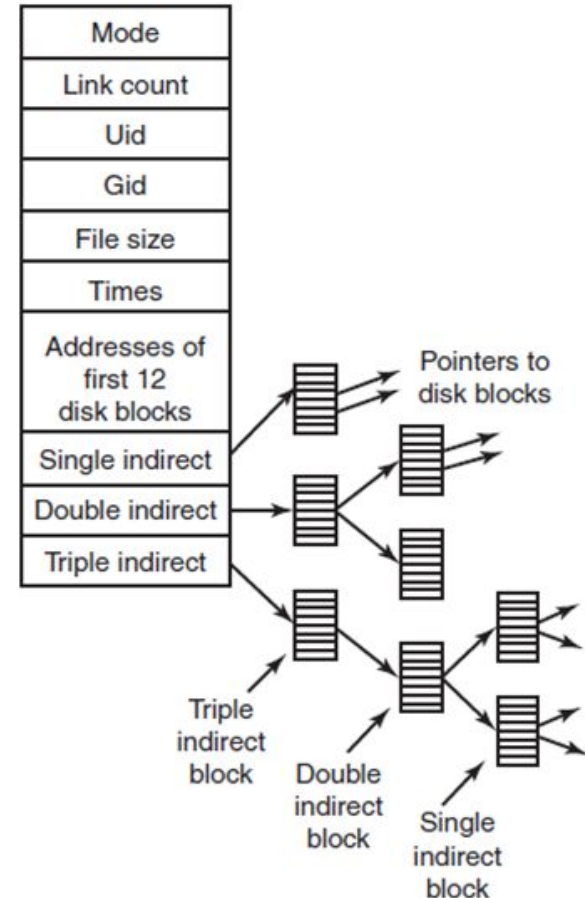 Mode
Link count
Uid
Gid
File size
Times
Addresses of
first 12
disk blocks
Single indirect
Double indirect
Triple indirect
Pointers to
disk blocks
Triple
indirect
block
Double
indirect
block
Single
indirect
block